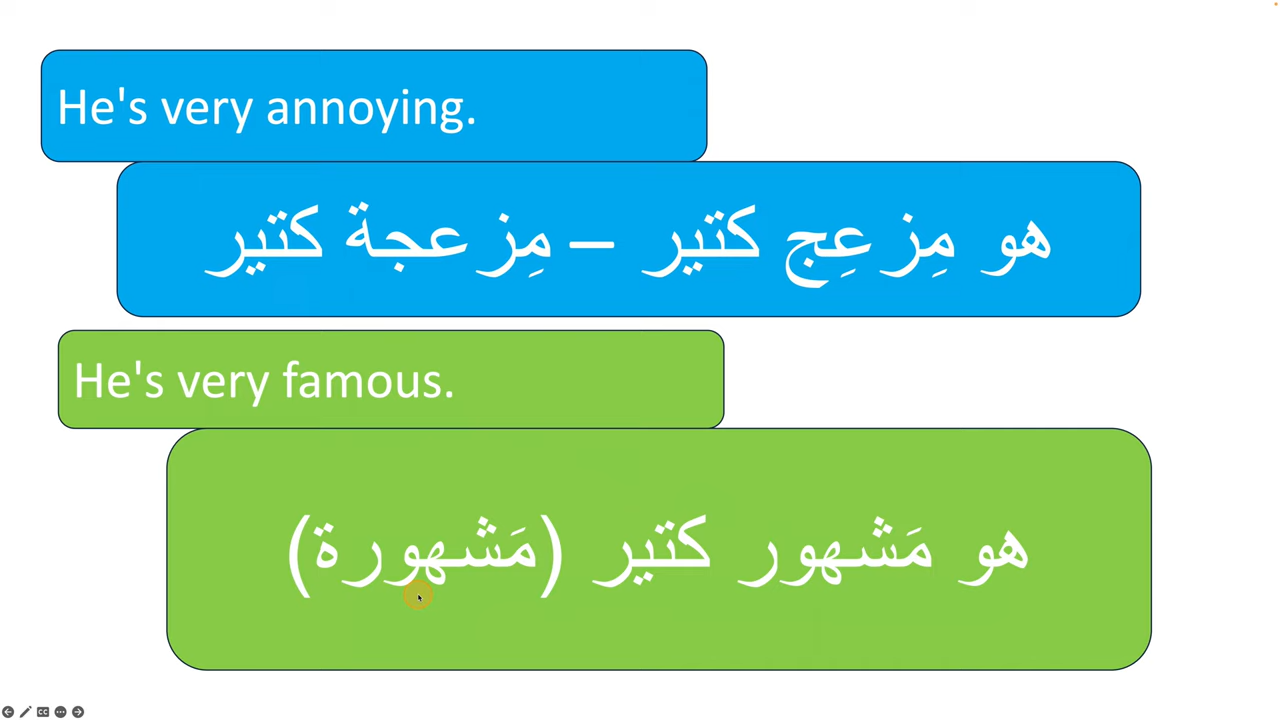 He's very annoying.
هو مِزعِج كتير – مِزعجة كتير
He's very famous.
هو مَشهور كتير (مَشهورة)